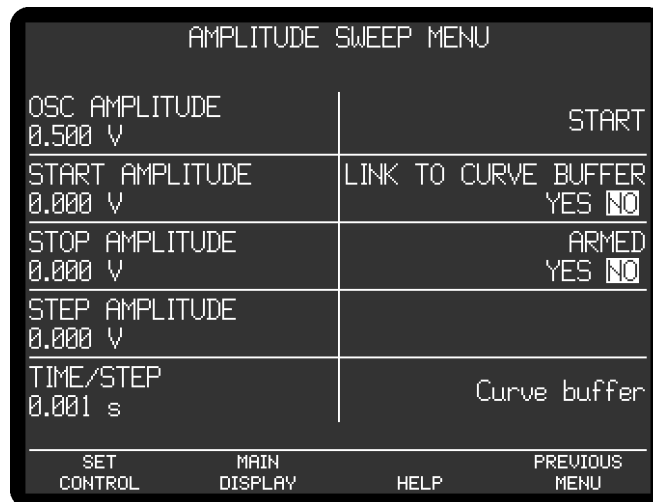 AMPLITUDE SWEEP MENU
OSC AMPLITUDE
0.500 V
START
START AMPLITUDE
0.000 V
LINK TO CURVE BUFFER
YES NO
STOP AMPLITUDE
0.000 V
ARMED
YES NO
STEP AMPLITUDE
0.000 V
TIME/STEP
0.001 s
Curve buffer
SET CONTROL
MAIN DISPLAY
HELP
PREVIOUS MENU